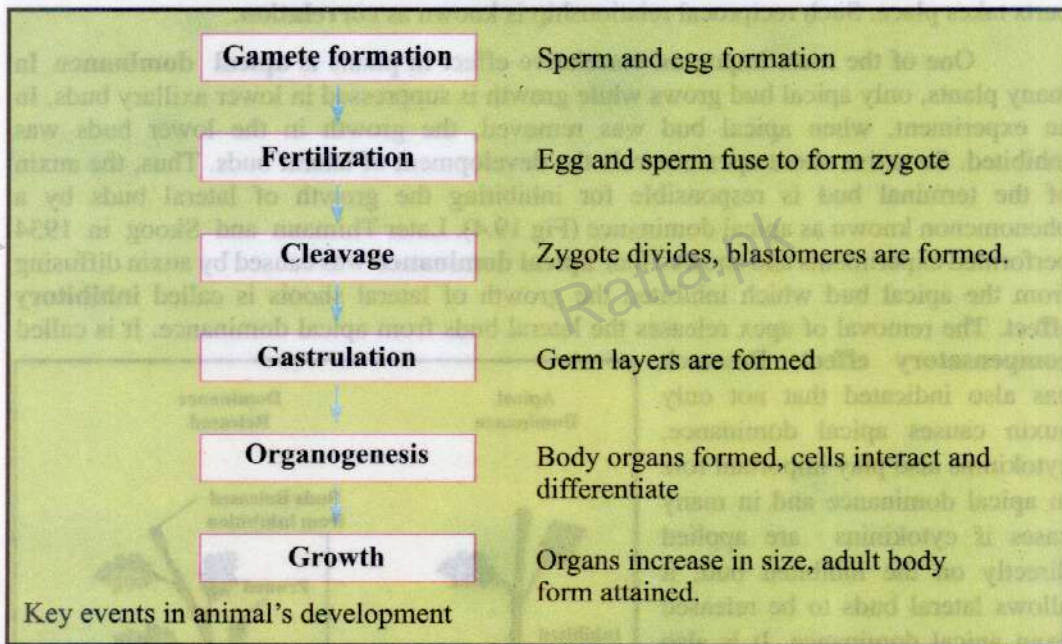 Gamete formation
Sperm and egg formation
Fertilization
Egg and sperm fuse to form zygote
Cleavage
Zygote divides, blastomeres are formed.
Gastrulation
Germ layers are formed
Organogenesis
Body organs formed, cells interact and
differentiate
Growth
Organs increase in size, adult body
form attained.
Key events in animal's development
Ratta.pk